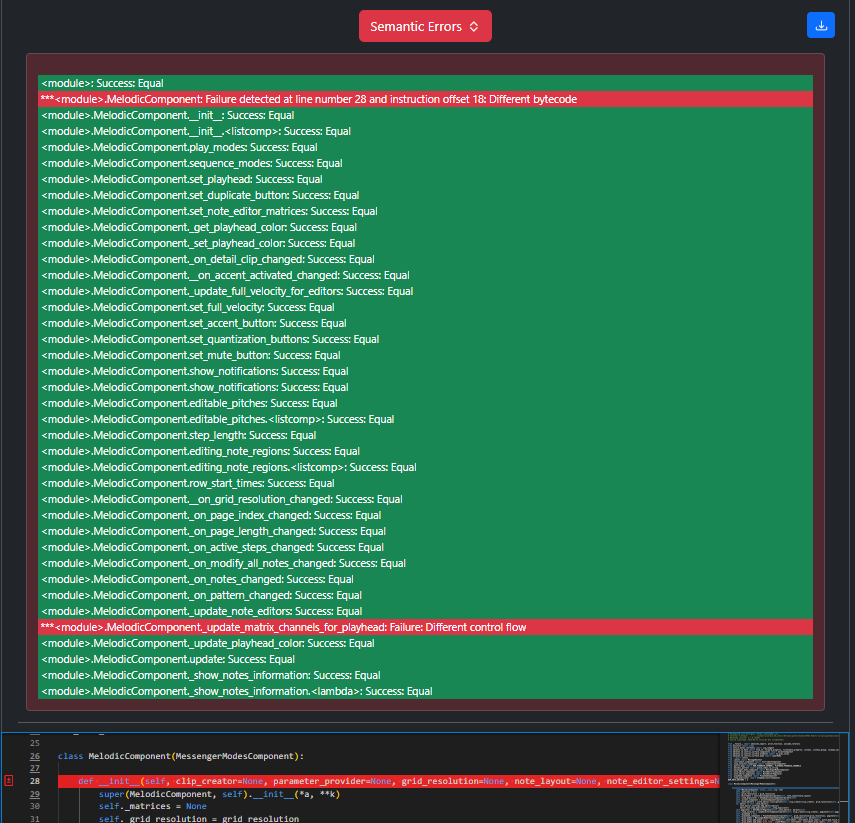 Semantic Errors
<module>: Success: Equal
***<module>.MelodicComponent: Failure detected at line number 28 and instruction offset 18: Different bytecode
<module>.MelodicComponent.__init__: Success: Equal
<module>.MelodicComponent.__init__.<listcomp>: Success: Equal
<module>.MelodicComponent.play_modes: Success: Equal
<module>.MelodicComponent.sequence_modes: Success: Equal
<module>.MelodicComponent.set_playhead: Success: Equal
<module>.MelodicComponent.set_duplicate_button: Success: Equal
<module>.MelodicComponent.set_note_editor_matrices: Success: Equal
<module>.MelodicComponent._get_playhead_color: Success: Equal
<module>.MelodicComponent._set_playhead_color: Success: Equal
<module>.MelodicComponent._on_detail_clip_changed: Success: Equal
<module>.MelodicComponent.__on_accent_activated_changed: Success: Equal
<module>.MelodicComponent._update_full_velocity_for_editors: Success: Equal
<module>.MelodicComponent.set_full_velocity: Success: Equal
<module>.MelodicComponent.set_accent_button: Success: Equal
<module>.MelodicComponent.set_quantization_buttons: Success: Equal
<module>.MelodicComponent.set_mute_button: Success: Equal
<module>.MelodicComponent.show_notifications: Success: Equal
<module>.MelodicComponent.show_notifications: Success: Equal
<module>.MelodicComponent.editable_pitches: Success: Equal
<module>.MelodicComponent.editable_pitches.<listcomp>: Success: Equal
<module>.MelodicComponent.step_length: Success: Equal
<module>.MelodicComponent.editing_note_regions: Success: Equal
<module>.MelodicComponent.editing_note_regions.<listcomp>: Success: Equal
<module>.MelodicComponent.row_start_times: Success: Equal
<module>.MelodicComponent.__on_grid_resolution_changed: Success: Equal
<module>.MelodicComponent._on_page_index_changed: Success: Equal
<module>.MelodicComponent._on_page_length_changed: Success: Equal
<module>.MelodicComponent._on_active_steps_changed: Success: Equal
<module>.MelodicComponent._on_modify_all_notes_changed: Success: Equal
<module>.MelodicComponent._on_notes_changed: Success: Equal
<module>.MelodicComponent._on_pattern_changed: Success: Equal
<module>.MelodicComponent._update_note_editors: Success: Equal
***<module>.MelodicComponent._update_matrix_channels_for_playhead: Failure: Different control flow
<module>.MelodicComponent._update_playhead_color: Success: Equal
<module>.MelodicComponent.update: Success: Equal
<module>.MelodicComponent._show_notes_information: Success: Equal
<module>.MelodicComponent._show_notes_information.<lambda>: Success: Equal
25
26 class MelodicComponent(MessengerModesComponent):
27
28 def __init__(self, clip_creator=None, parameter_provider=None, grid_resolution=None, note_layout=None, note_editor_settings=N
29 super(MelodicComponent, self).__init__(*a, **k)
30 self._matrices = None
31 self._grid_resolution = grid_resolution